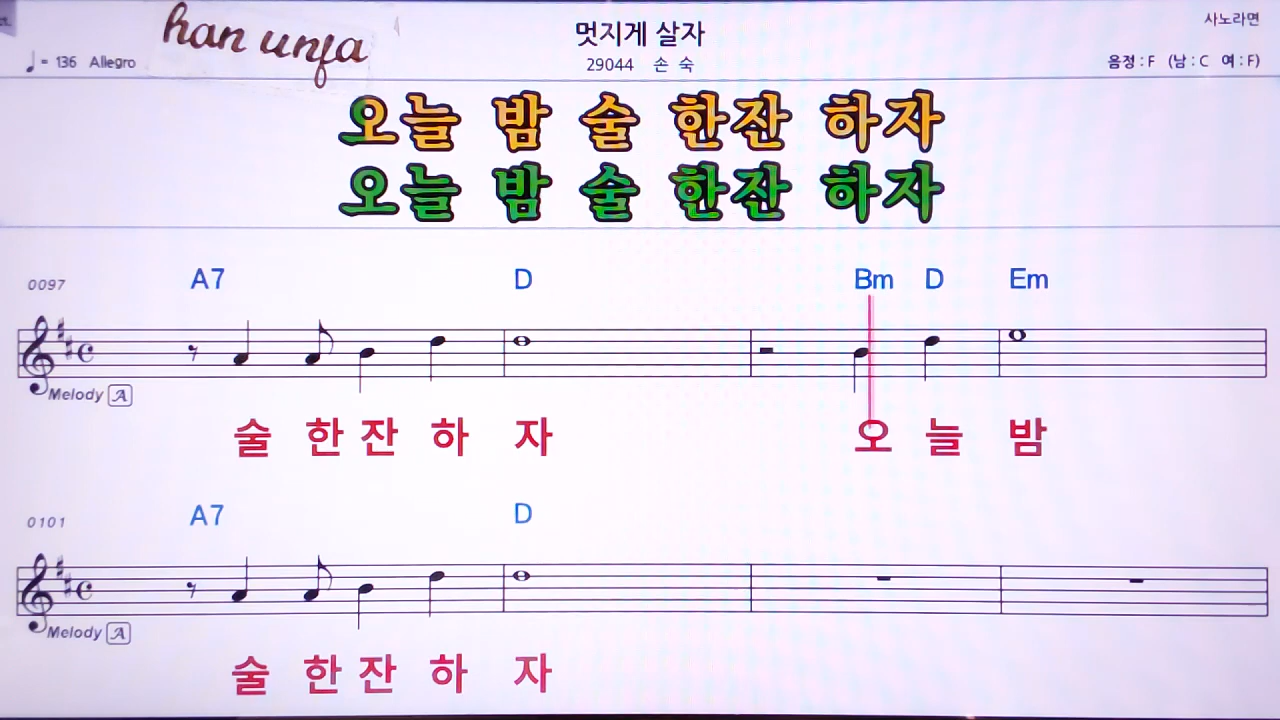 han unfa
멋지게 살자
사노라면
♩ = 136 Allegro
29044 손 숙
음정 : F (남 : C 여 : F)
오늘 밤 술 한잔 하자
오늘 밤 술 한잔 하자
0097 A7 D Bm D Em
Melody A
술 한 잔 하 자 오 늘 밤
0101 A7 D
Melody A
술 한 잔 하 자